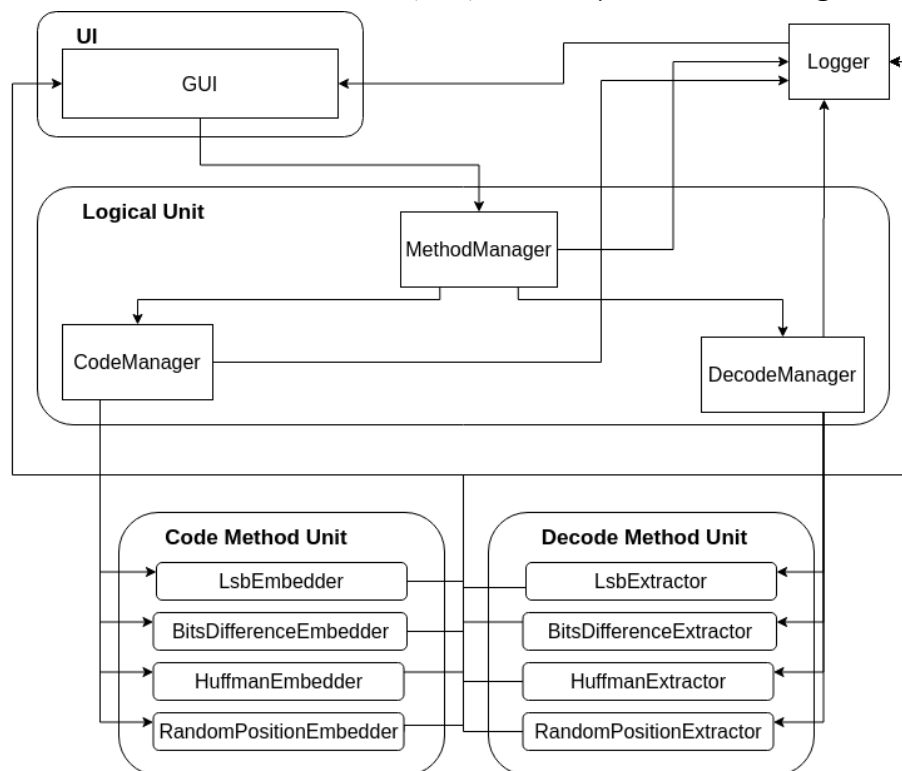 UI
GUI
Logger
Logical Unit
MethodManager
CodeManager
DecodeManager
Code Method Unit
LsbEmbedder
BitsDifferenceEmbedder
HuffmanEmbedder
RandomPositionEmbedder
Decode Method Unit
LsbExtractor
BitsDifferenceExtractor
HuffmanExtractor
RandomPositionExtractor